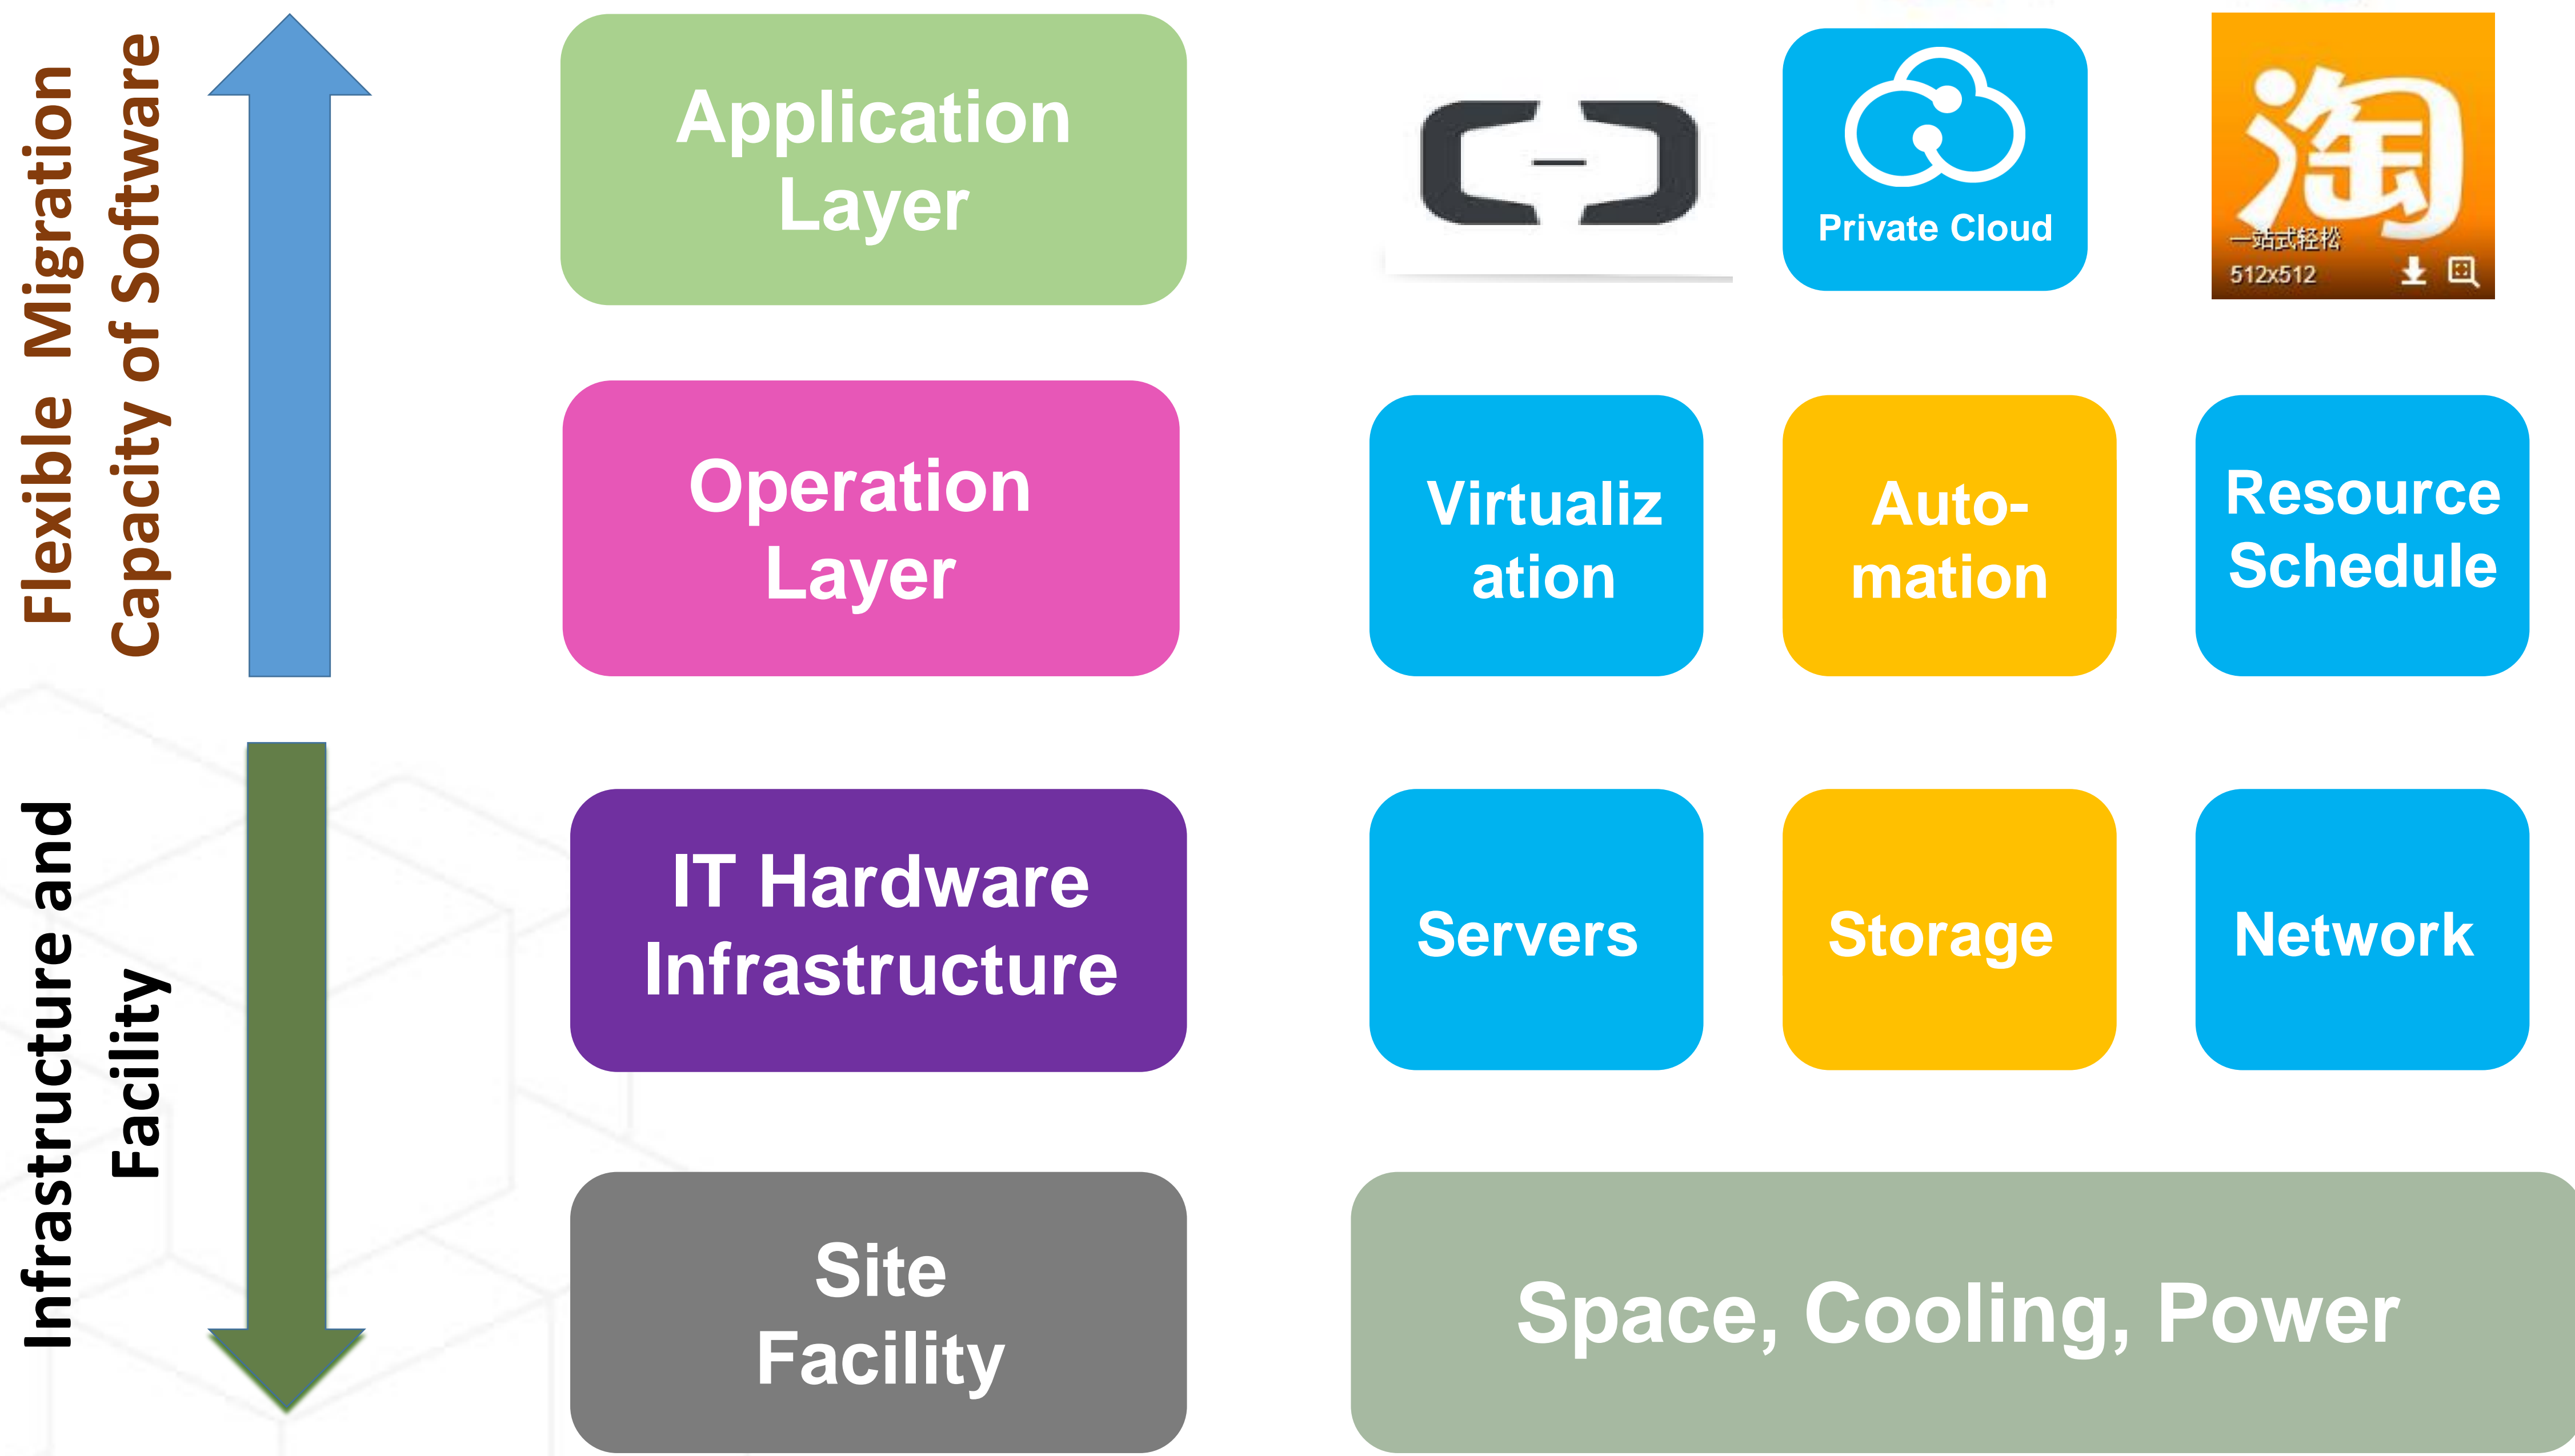 Flexible Migration
Capacity of Software
Application
Layer
Private Cloud
淘
一站式轻松
512x512
Operation
Layer
Virtualiz
ation
Auto-
mation
Resource
Schedule
Infrastructure and
Facility
IT Hardware
Infrastructure
Servers
Storage
Network
Site
Facility
Space, Cooling, Power